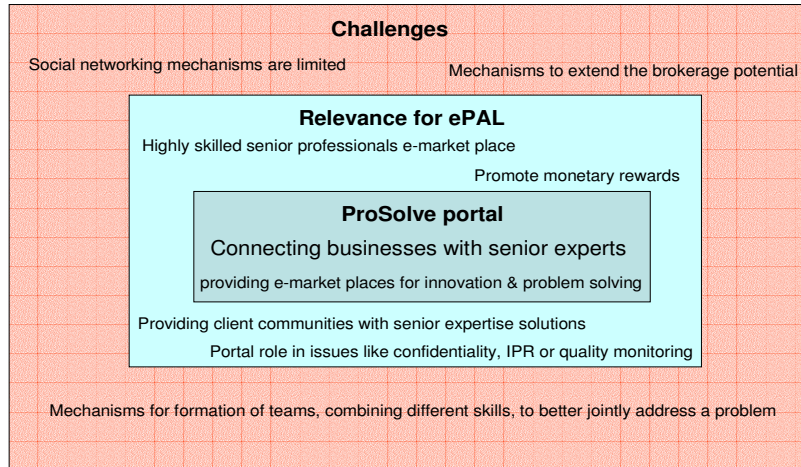 Challenges
Social networking mechanisms are limited
Mechanisms to extend the brokerage potential
Relevance for ePAL
Highly skilled senior professionals e-market place
Promote monetary rewards
ProSolve portal
Connecting businesses with senior experts
providing e-market places for innovation & problem solving
Providing client communities with senior expertise solutions
Portal role in issues like confidentiality, IPR or quality monitoring
Mechanisms for formation of teams, combining different skills, to better jointly address a problem